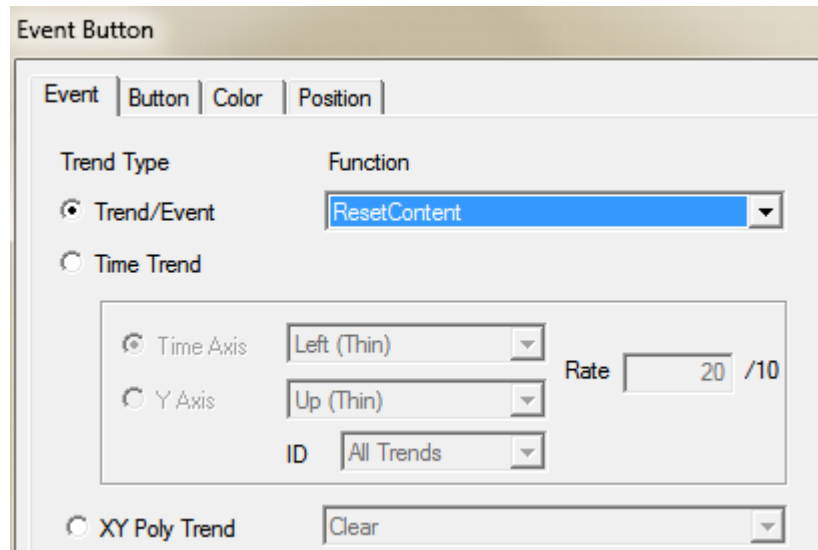 Event Button
Event Button Color Position
Trend Type Function
Trend/Event ResetContent
Time Trend
Time Axis Left (Thin)
Rate 20 /10
Y Axis Up (Thin)
ID All Trends
XY Poly Trend Clear